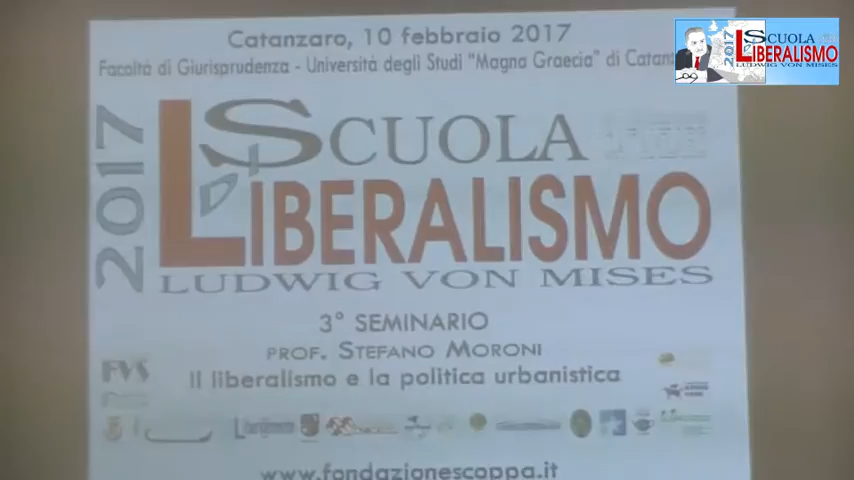 Catanzaro, 10 febbraio 2017
Facoltà di Giurisprudenza - Università degli Studi "Magna Graecia" di
2017
SCUOLA
DI
LIBERALISMO
LUDWIG VON MISES
3° SEMINARIO
PROF. STEFANO MORONI
Il liberalismo e la politica urbanistica
FVS
www.fondazionescoppa.it
2017
SCUOLA
LIBERALISMO
LUDWIG VON MISES